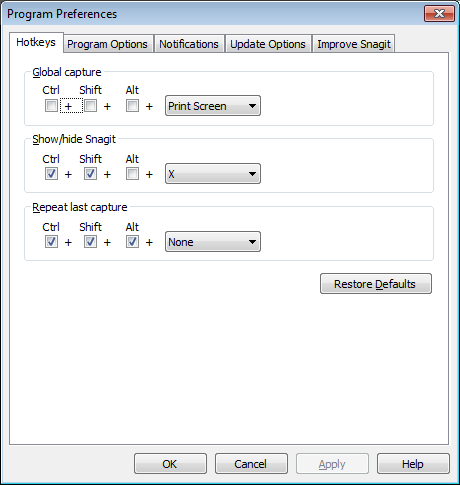 Program Preferences
Hotkeys Program Options Notifications Update Options Improve Snagit
Global capture
Ctrl Shift Alt
+ + + Print Screen
Show/hide Snagit
Ctrl Shift Alt
+ + + X
Repeat last capture
Ctrl Shift Alt
+ + + None
Restore Defaults
OK Cancel Apply Help